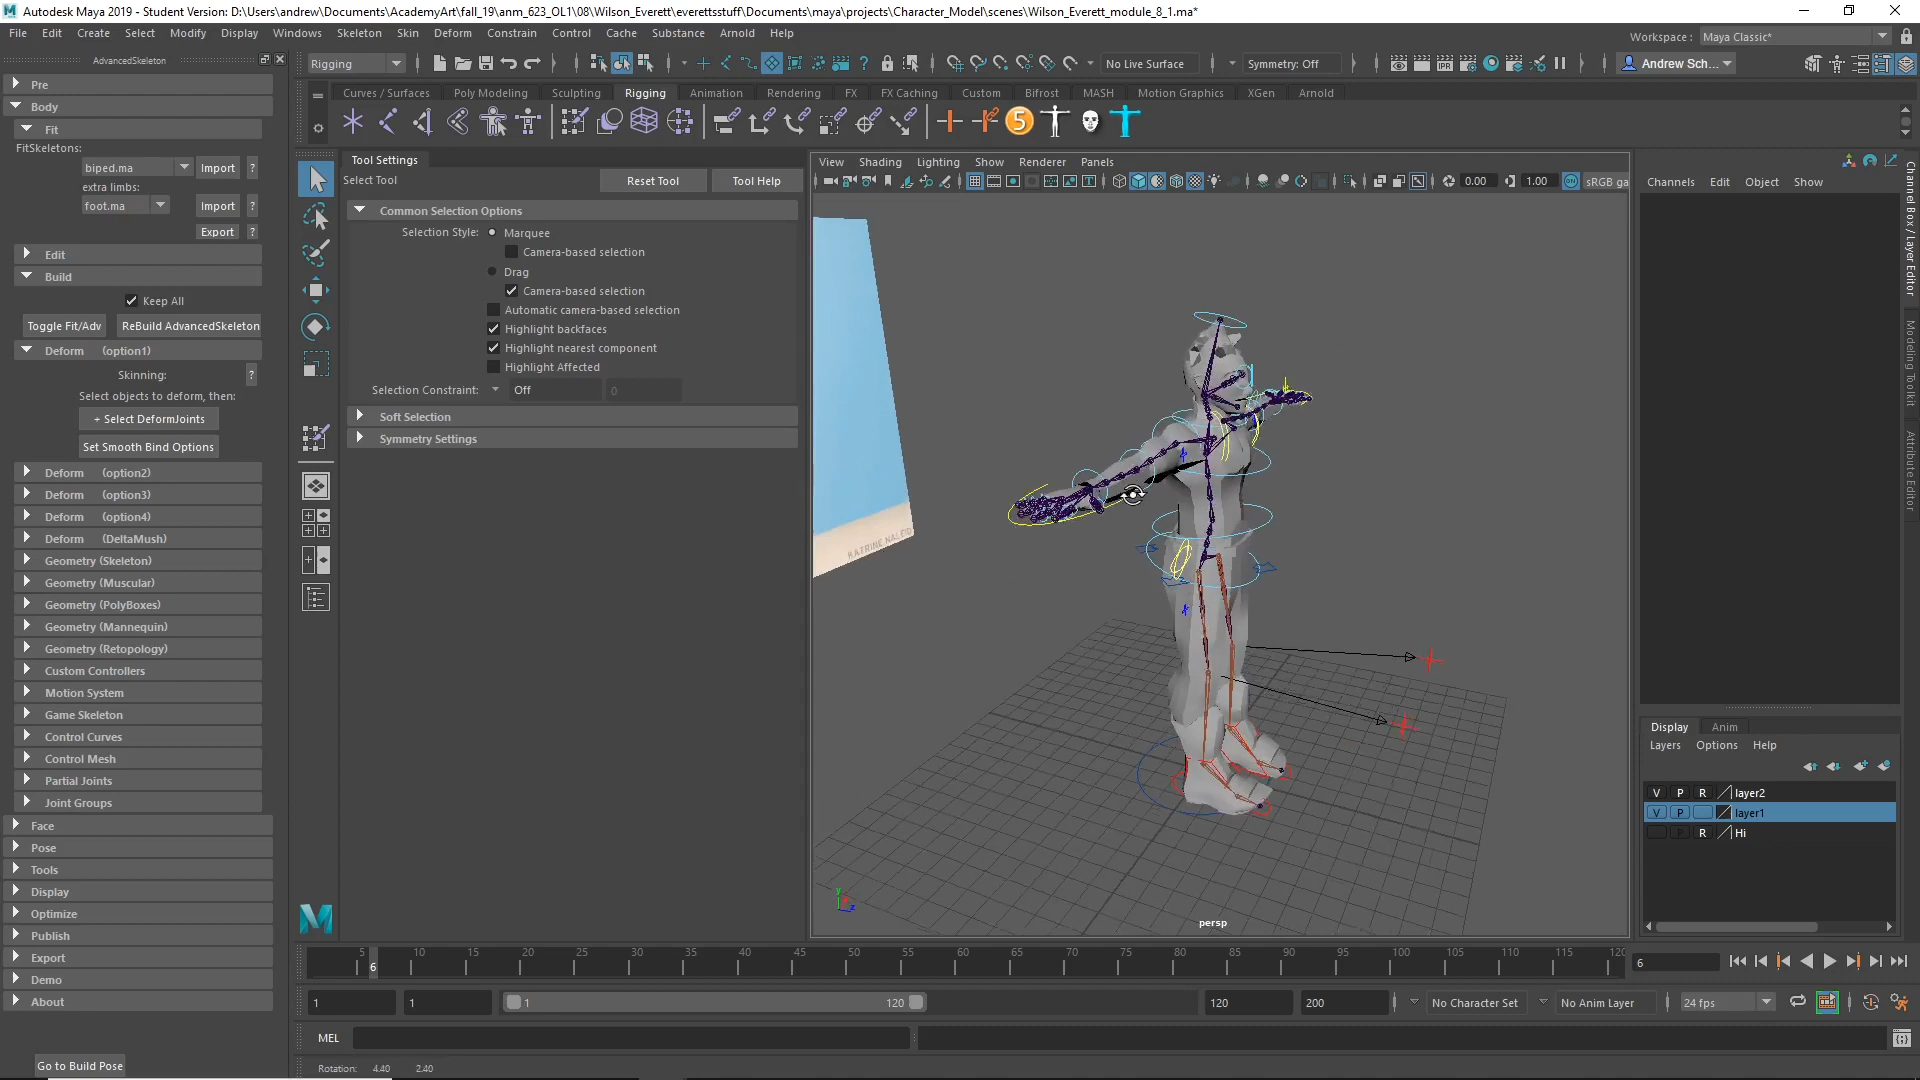 Autodesk Maya 2019 - Student Version: D:\Users\andrew\Documents\AcademyArt\fall_19\anm_623_OL1\08\Wilson_Everett\everettsstuff\Documents\maya\projects\Character_Model\scenes\Wilson_Everett_module_8_1.ma*
File Edit Create Select Modify Display Windows Skeleton Skin Deform Constrain Control Cache Substance Arnold Help
Workspace : Maya Classic*
AdvancedSkeleton
Rigging
No Live Surface
Symmetry: Off
Andrew Sch...
Curves / Surfaces Poly Modeling Sculpting Rigging Animation Rendering FX FX Caching Custom Bifrost MASH Motion Graphics XGen Arnold
Pre
Body
Fit
FitSkeletons:
biped.ma Import ?
extra limbs:
foot.ma Import ?
Export ?
Edit
Build
Keep All
Toggle Fit/Adv ReBuild AdvancedSkeleton
Deform (option1)
Skinning: ?
Select objects to deform, then:
+ Select DeformJoints
Set Smooth Bind Options
Deform (option2)
Deform (option3)
Deform (option4)
Deform (DeltaMush)
Geometry (Skeleton)
Geometry (Muscular)
Geometry (PolyBoxes)
Geometry (Mannequin)
Geometry (Retopology)
Custom Controllers
Motion System
Game Skeleton
Control Curves
Control Mesh
Partial Joints
Joint Groups
Face
Pose
Tools
Display
Optimize
Publish
Export
Demo
About
Go to Build Pose
Tool Settings
Select Tool Reset Tool Tool Help
Common Selection Options
Selection Style: Marquee
Camera-based selection
Drag
Camera-based selection
Automatic camera-based selection
Highlight backfaces
Highlight nearest component
Highlight Affected
Selection Constraint: Off 0
Soft Selection
Symmetry Settings
View Shading Lighting Show Renderer Panels
0.00 1.00 sRGB ga
persp
Channels Edit Object Show
Channel Box / Layer Editor
Modeling Toolkit
Attribute Editor
Display Anim
Layers Options Help
V P R layer2
V P layer1
P R Hi
5 10 15 20 25 30 35 40 45 50 55 60 65 70 75 80 85 90 95 100 105 110 115 120
6
6
1 1 1 120 120 200 No Character Set No Anim Layer 24 fps
MEL
Rotation: 4.40 2.40